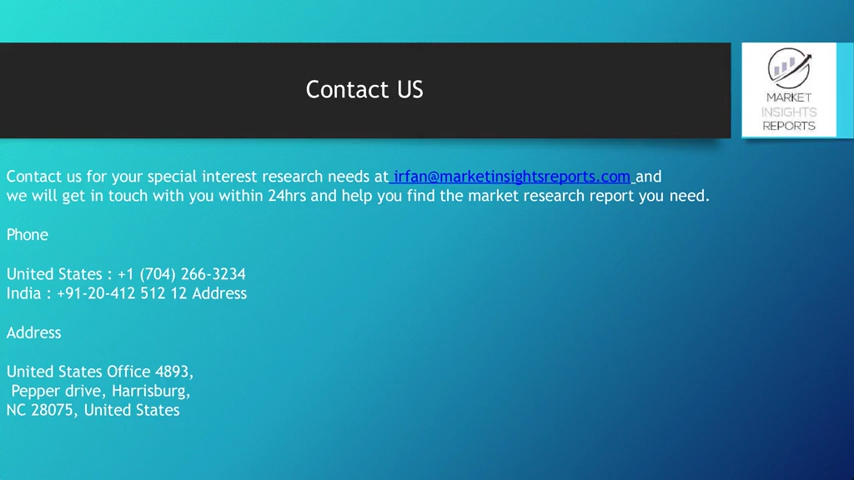 Contact US
MARKET
INSIGHTS
REPORTS
Contact us for your special interest research needs at irfan@marketinsightsreports.com and
we will get in touch with you within 24hrs and help you find the market research report you need.
Phone
United States : +1 (704) 266-3234
India : +91-20-412 512 12 Address
Address
United States Office 4893,
Pepper drive, Harrisburg,
NC 28075, United States